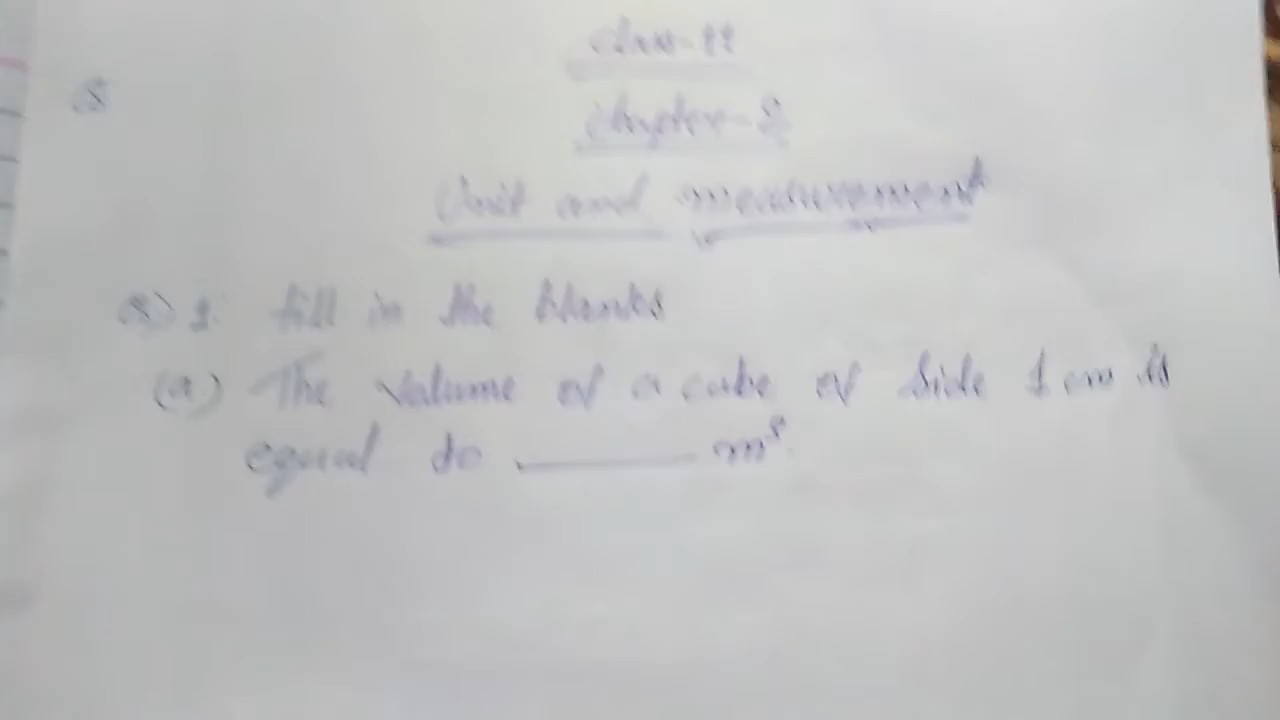 Class-11
Chapter-2
Unit and measurement
Q) 1. fill in the blanks
(a) The volume of a cube of side 1 cm is
equal to ______ m³.